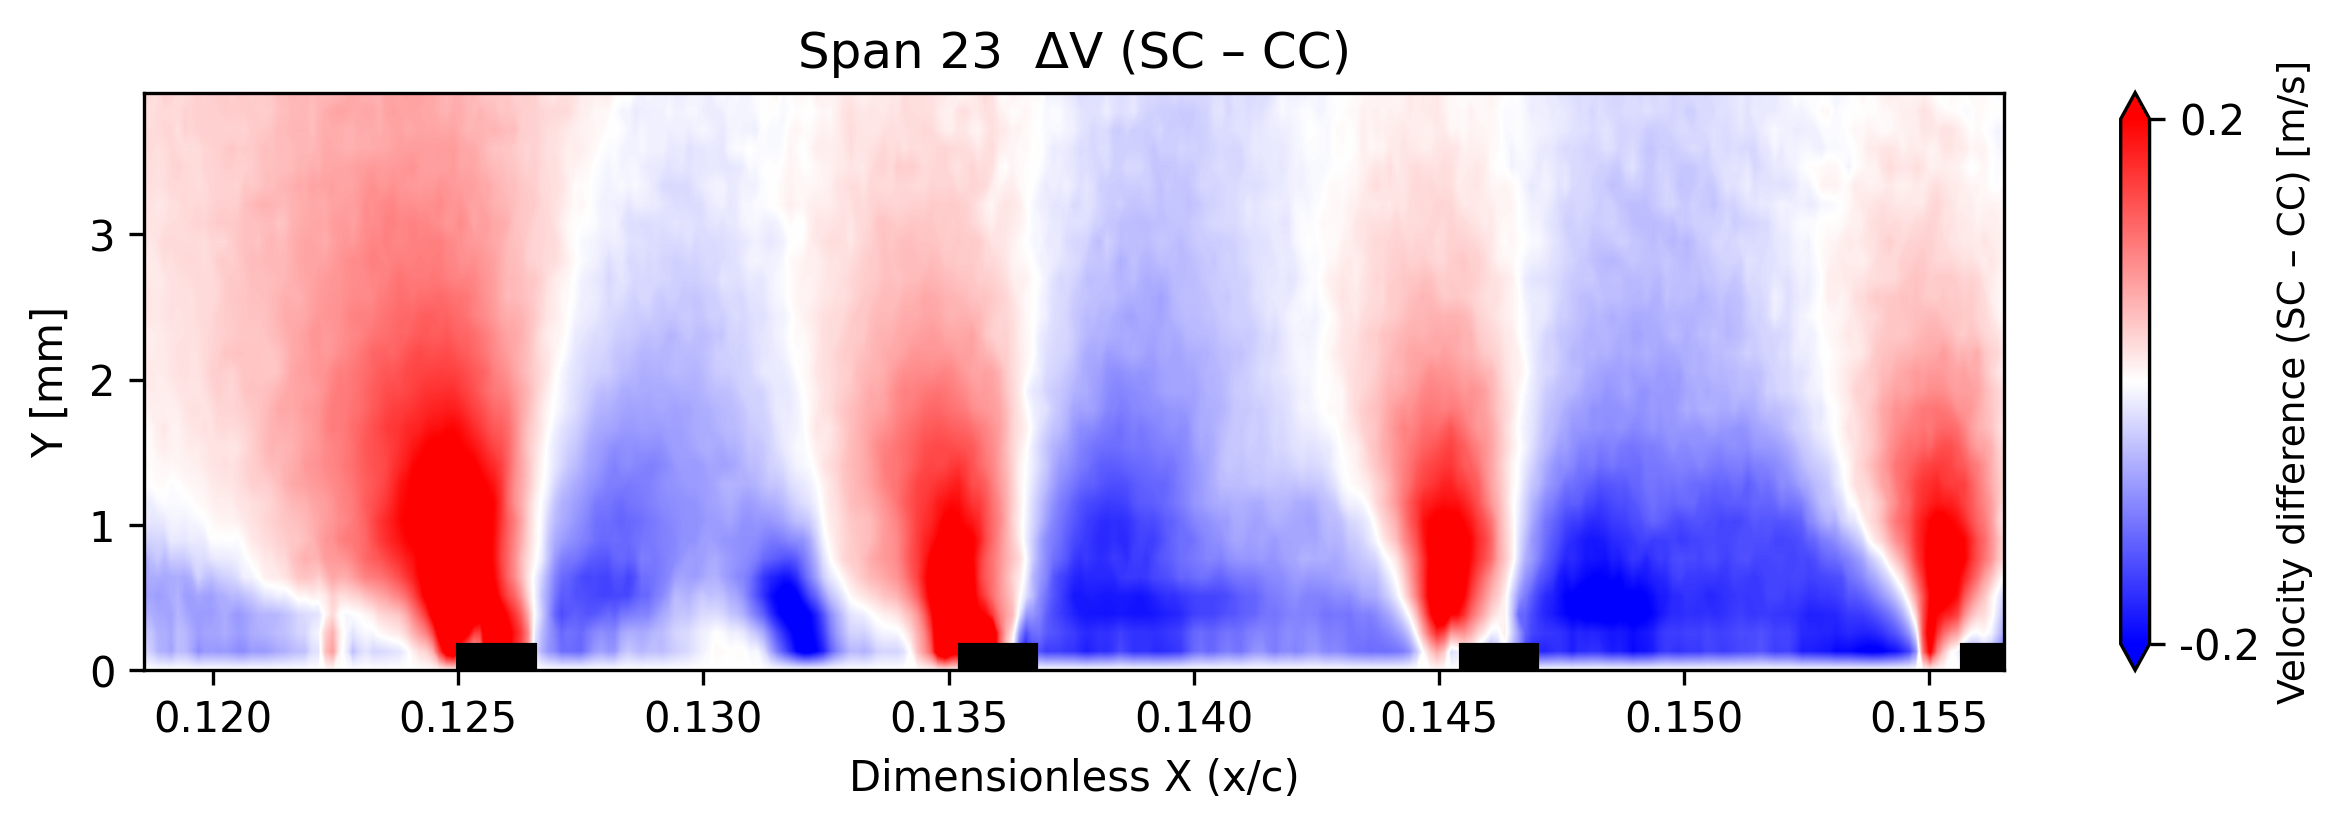 Span 23  ΔV (SC – CC)
3
2
1
0
Y [mm]
0.120 0.125 0.130 0.135 0.140 0.145 0.150 0.155
Dimensionless X (x/c)
0.2
-0.2
Velocity difference (SC – CC) [m/s]